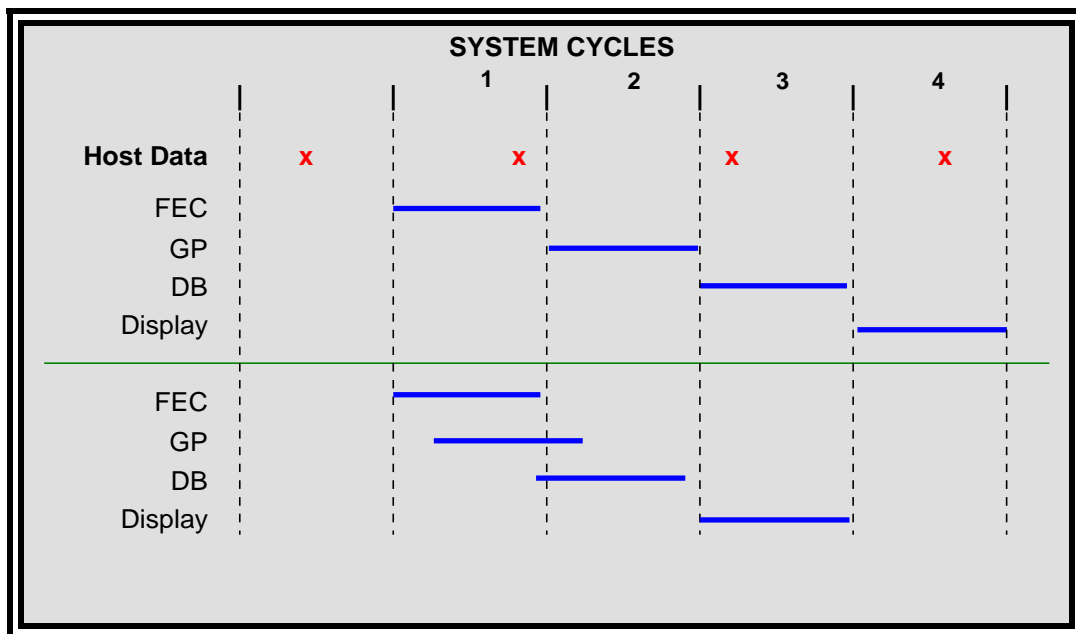 SYSTEM CYCLES
1 2 3 4
Host Data x x x x
FEC
GP
DB
Display
FEC
GP
DB
Display